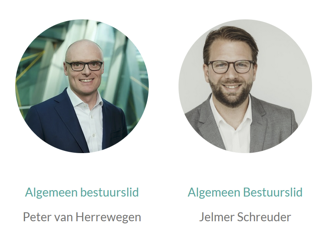 Algemeen bestuurslid
Peter van Herrewegen
Algemeen Bestuurslid
Jelmer Schreuder